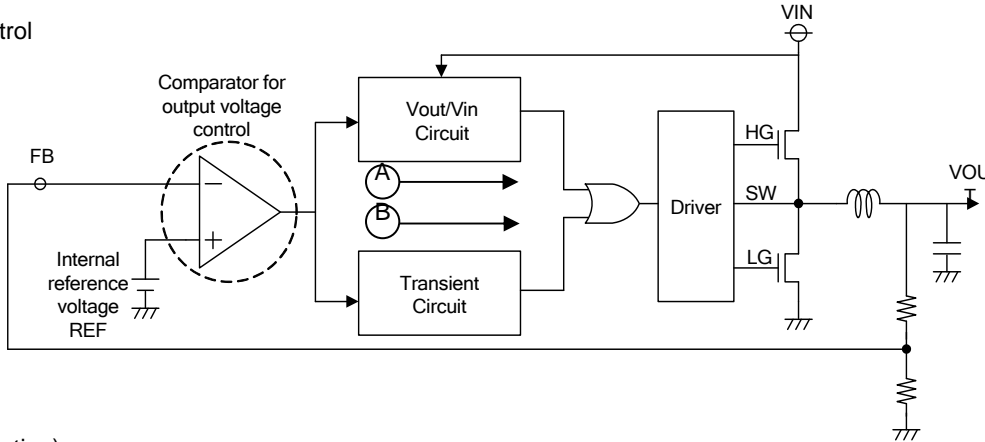 trol
VIN
Comparator for
output voltage
control
Vout/Vin
Circuit
HG
FB
A
VOU
T
SW
B
Driver
−
+
LG
Internal
reference
voltage
REF
Transient
Circuit